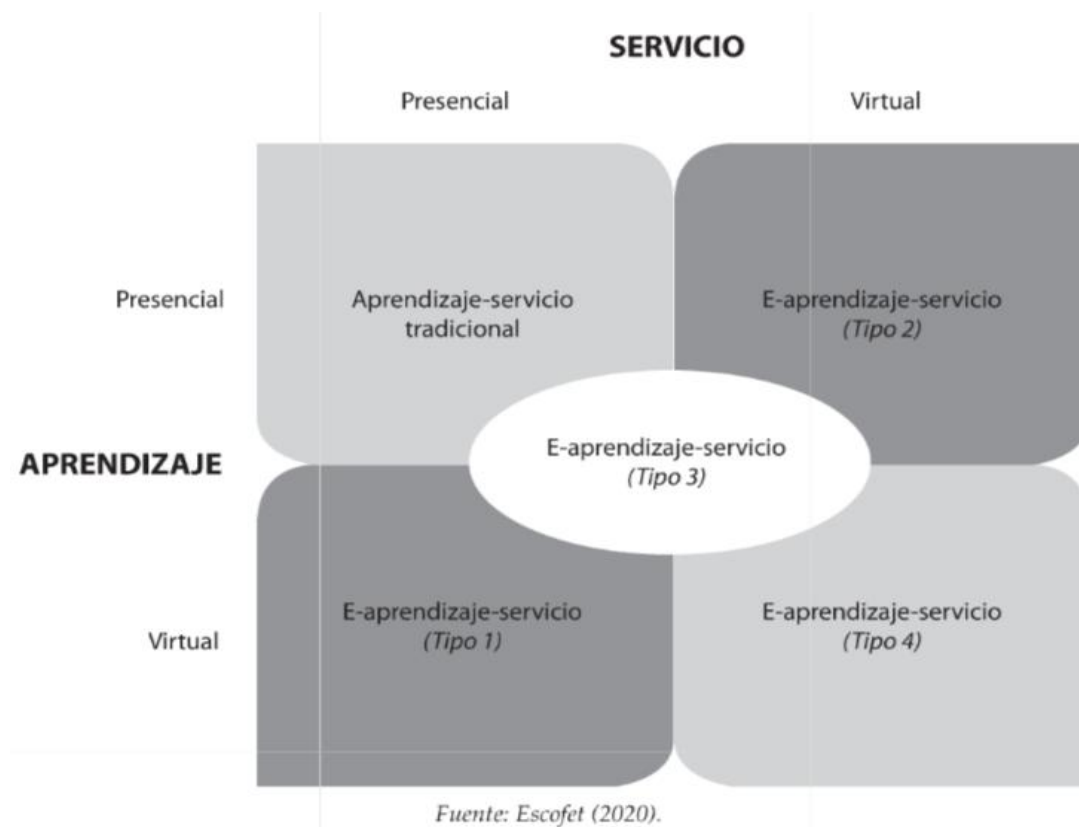 SERVICIO
Presencial
Virtual
Presencial
Aprendizaje-servicio
tradicional
E-aprendizaje-servicio
(Tipo 2)
APRENDIZAJE
E-aprendizaje-servicio
(Tipo 3)
Virtual
E-aprendizaje-servicio
(Tipo 1)
E-aprendizaje-servicio
(Tipo 4)
Fuente: Escofet (2020).